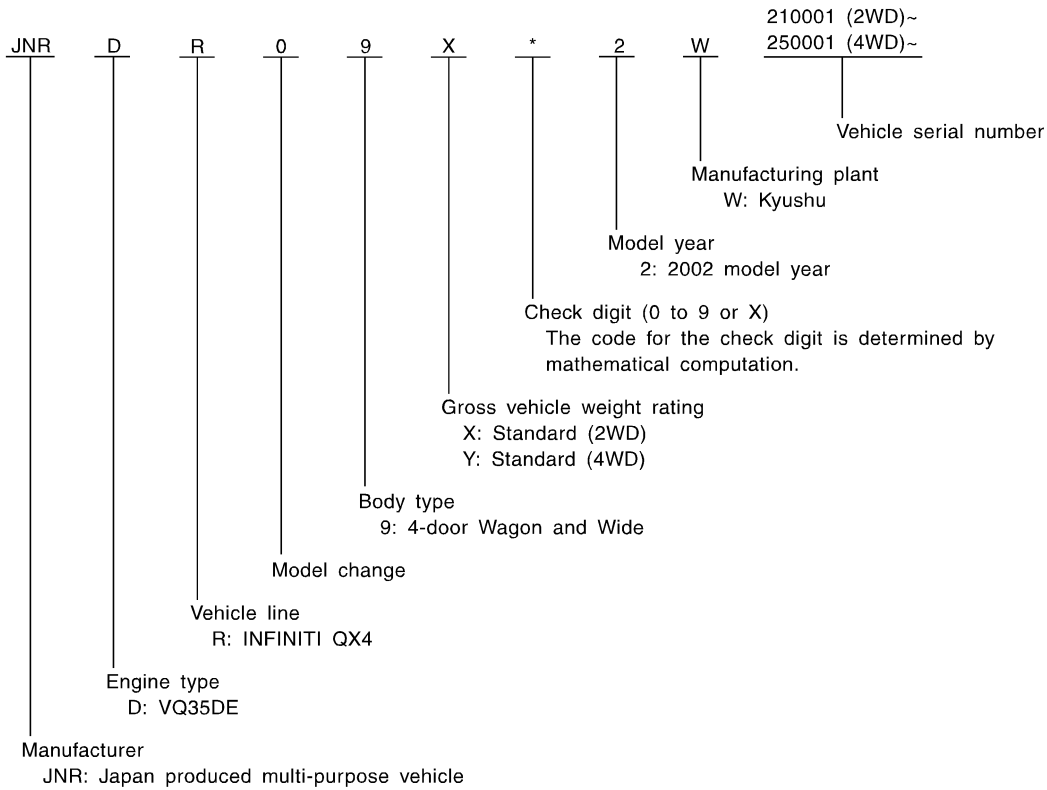 210001 (2WD)~
JNR D R 0 9 X * 2 W 250001 (4WD)~
Vehicle serial number
Manufacturing plant
W: Kyushu
Model year
2: 2002 model year
Check digit (0 to 9 or X)
The code for the check digit is determined by
mathematical computation.
Gross vehicle weight rating
X: Standard (2WD)
Y: Standard (4WD)
Body type
9: 4-door Wagon and Wide
Model change
Vehicle line
R: INFINITI QX4
Engine type
D: VQ35DE
Manufacturer
JNR: Japan produced multi-purpose vehicle